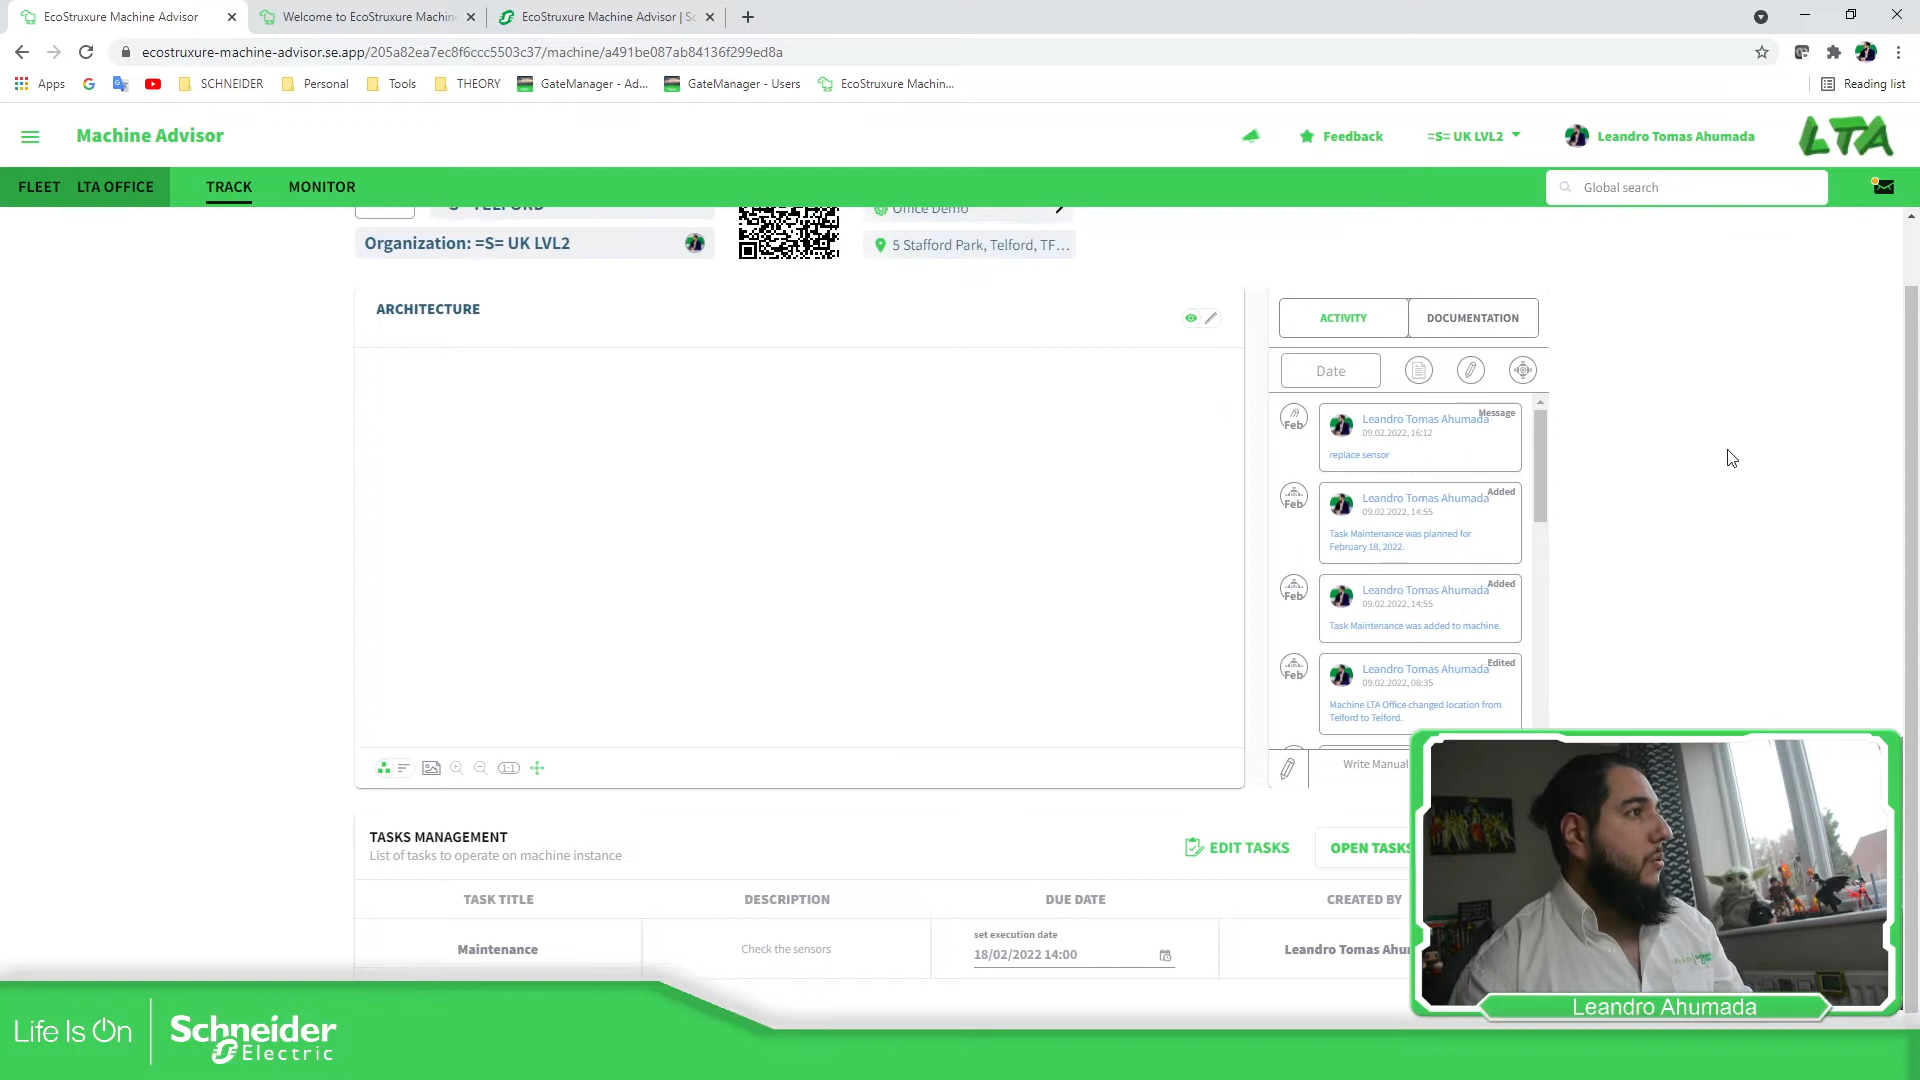 EcoStruxure Machine Advisor
Welcome to EcoStruxure Machin
EcoStruxure Machine Advisor | Sc
ecostruxure-machine-advisor.se.app/205a82ea7ec8f6ccc5503c37/machine/a491be087ab84136f299ed8a
Apps
SCHNEIDER
Personal
Tools
THEORY
GateManager - Ad...
GateManager - Users
EcoStruxure Machin...
Reading list
Machine Advisor
Feedback
=S= UK LVL2
Leandro Tomas Ahumada
LTA
FLEET
LTA OFFICE
TRACK
MONITOR
Global search
=S= TELFORD
Office Demo
Organization: =S= UK LVL2
5 Stafford Park, Telford, TF...
ARCHITECTURE
ACTIVITY
DOCUMENTATION
Date
Feb
Leandro Tomas Ahumada
Message
09.02.2022, 16:12
replace sensor
Feb
Leandro Tomas Ahumada
Added
09.02.2022, 14:55
Task Maintenance was planned for
February 18, 2022.
Feb
Leandro Tomas Ahumada
Added
09.02.2022, 14:55
Task Maintenance was added to machine.
Feb
Leandro Tomas Ahumada
Edited
09.02.2022, 08:35
Machine LTA Office changed location from
Telford to Telford.
1:1
Write Manual
TASKS MANAGEMENT
List of tasks to operate on machine instance
EDIT TASKS
OPEN TASKS
TASK TITLE
DESCRIPTION
DUE DATE
CREATED BY
Maintenance
Check the sensors
set execution date
18/02/2022 14:00
Leandro Tomas Ahu
Leandro Ahumada
Life Is On
Schneider
Electric